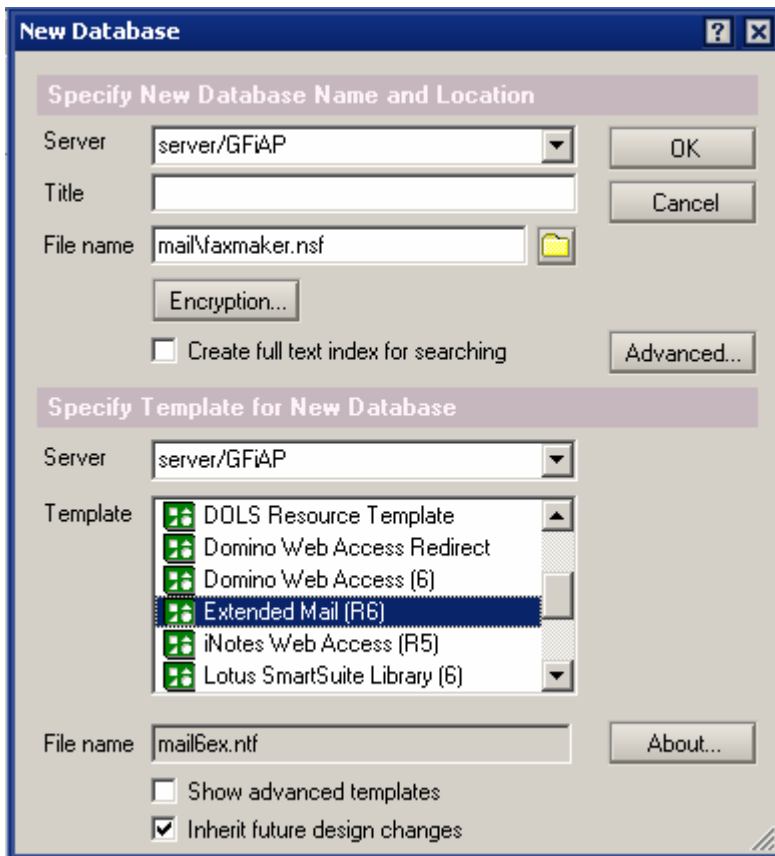 New Database
Specify New Database Name and Location
Server server/GFiAP OK
Title Cancel
File name mail\faxmaker.nsf
Encryption...
Create full text index for searching Advanced...
Specify Template for New Database
Server server/GFiAP
Template DOLS Resource Template
Domino Web Access Redirect
Domino Web Access (6)
Extended Mail (R6)
iNotes Web Access (R5)
Lotus SmartSuite Library (6)
File name mail6ex.ntf About...
Show advanced templates
Inherit future design changes